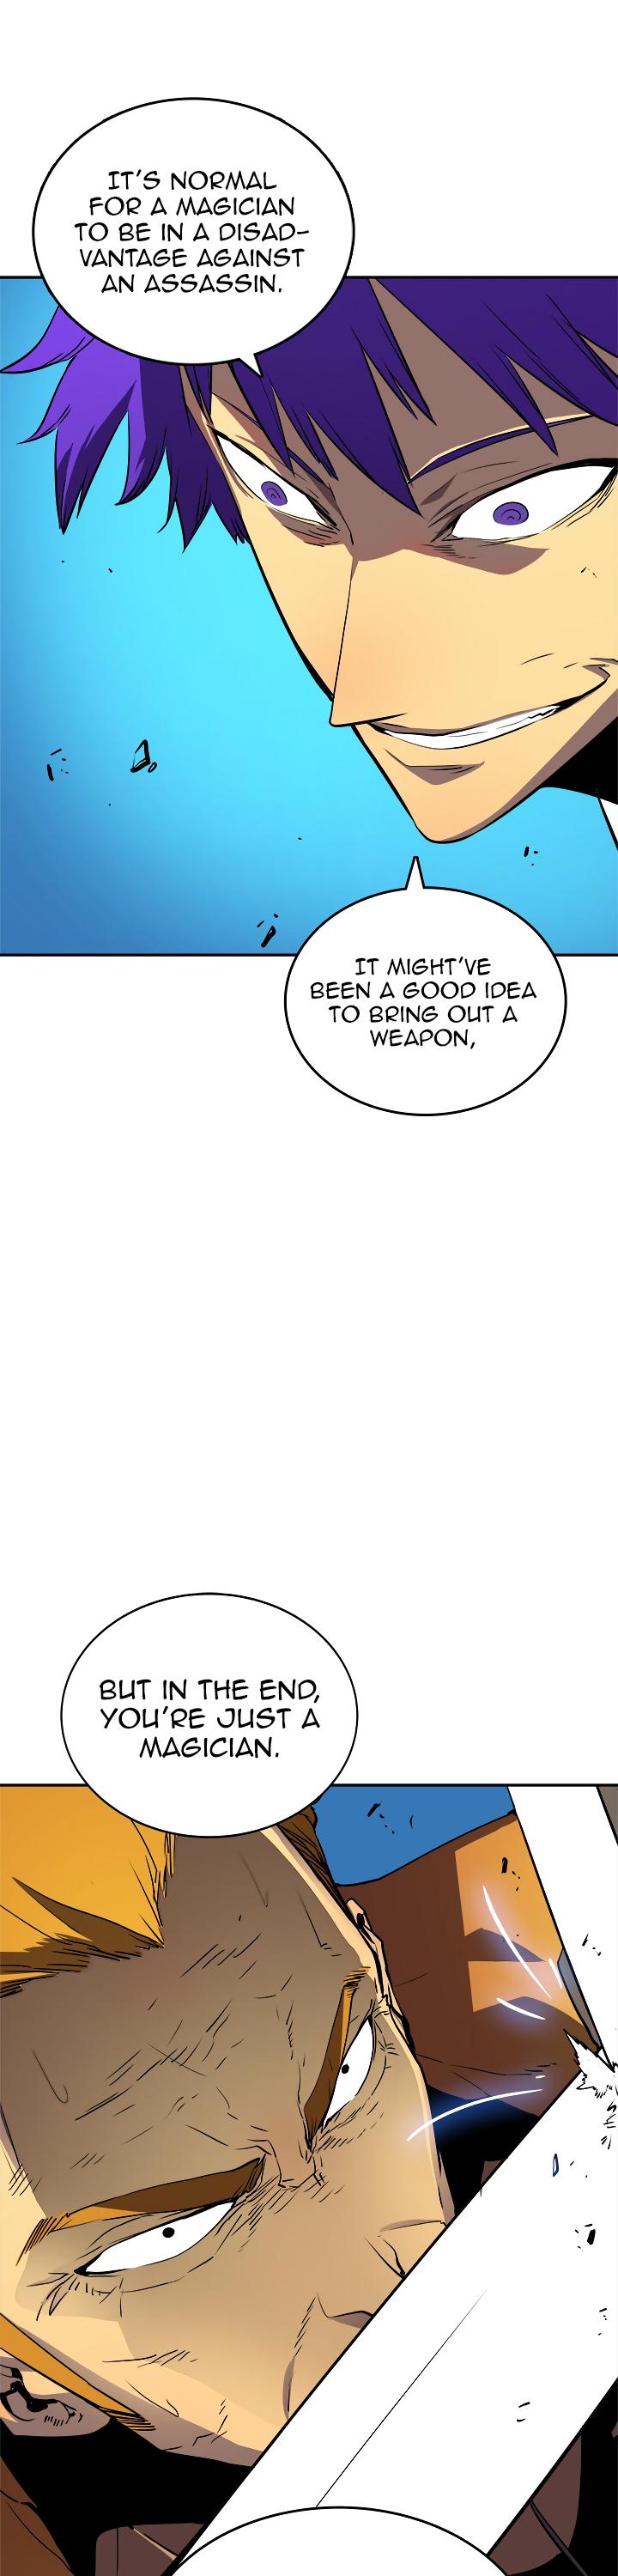 IT'S NORMAL
FOR A MAGICIAN
TO BE IN A DISAD-
VANTAGE AGAINST
AN ASSASSIN.
IT MIGHT'VE
BEEN A GOOD IDEA
TO BRING OUT A
WEAPON,
BUT IN THE END,
YOU'RE JUST A
MAGICIAN.